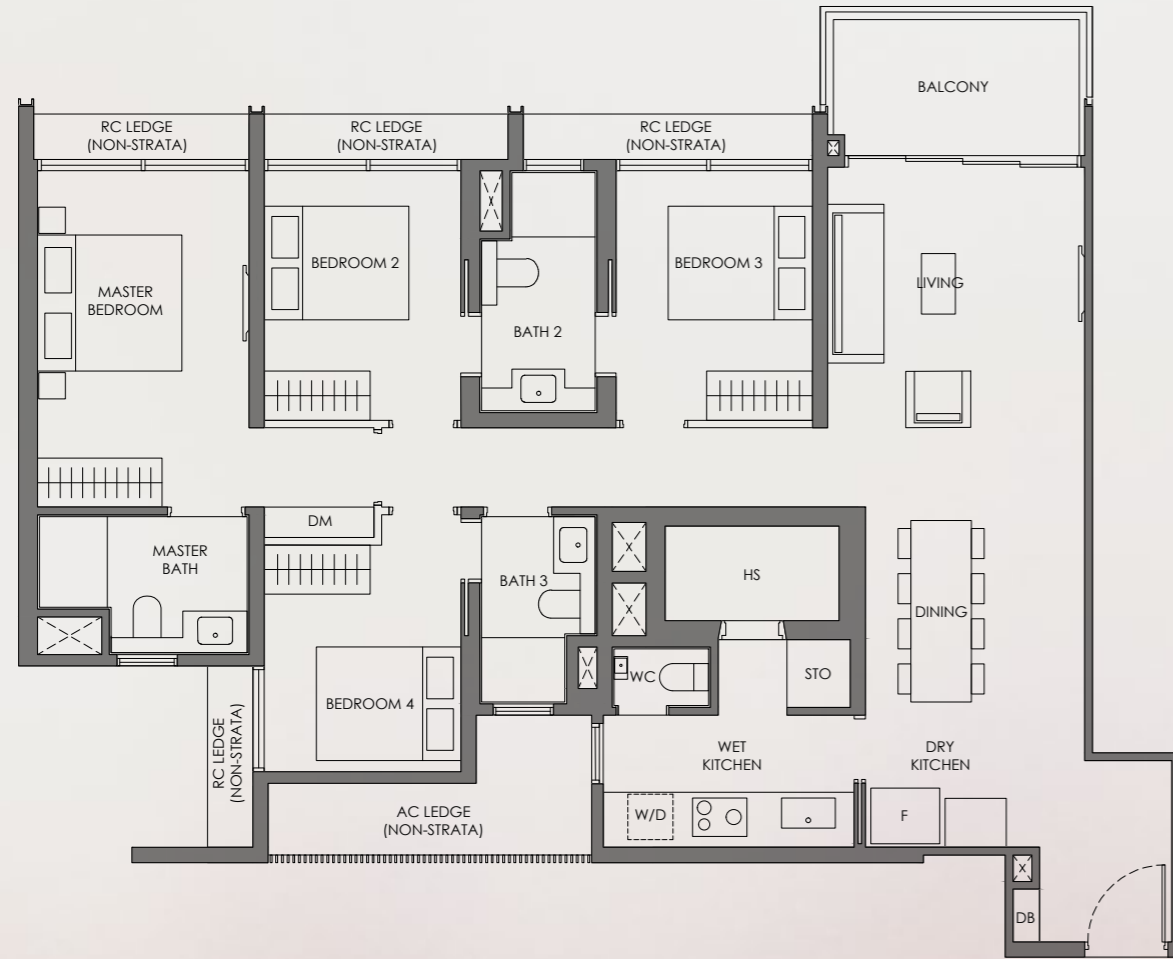 BALCONY
RC LEDGE
(NON-STRATA)
RC LEDGE
(NON-STRATA)
RC LEDGE
(NON-STRATA)
MASTER
BEDROOM
BEDROOM 2
BATH 2
BEDROOM 3
LIVING
MASTER
BATH
DM
BATH 3
X
X
HS
DINING
BEDROOM 4
WC
STO
RC LEDGE
(NON-STRATA)
WET
KITCHEN
DRY
KITCHEN
AC LEDGE
(NON-STRATA)
W/D
F
X
DB